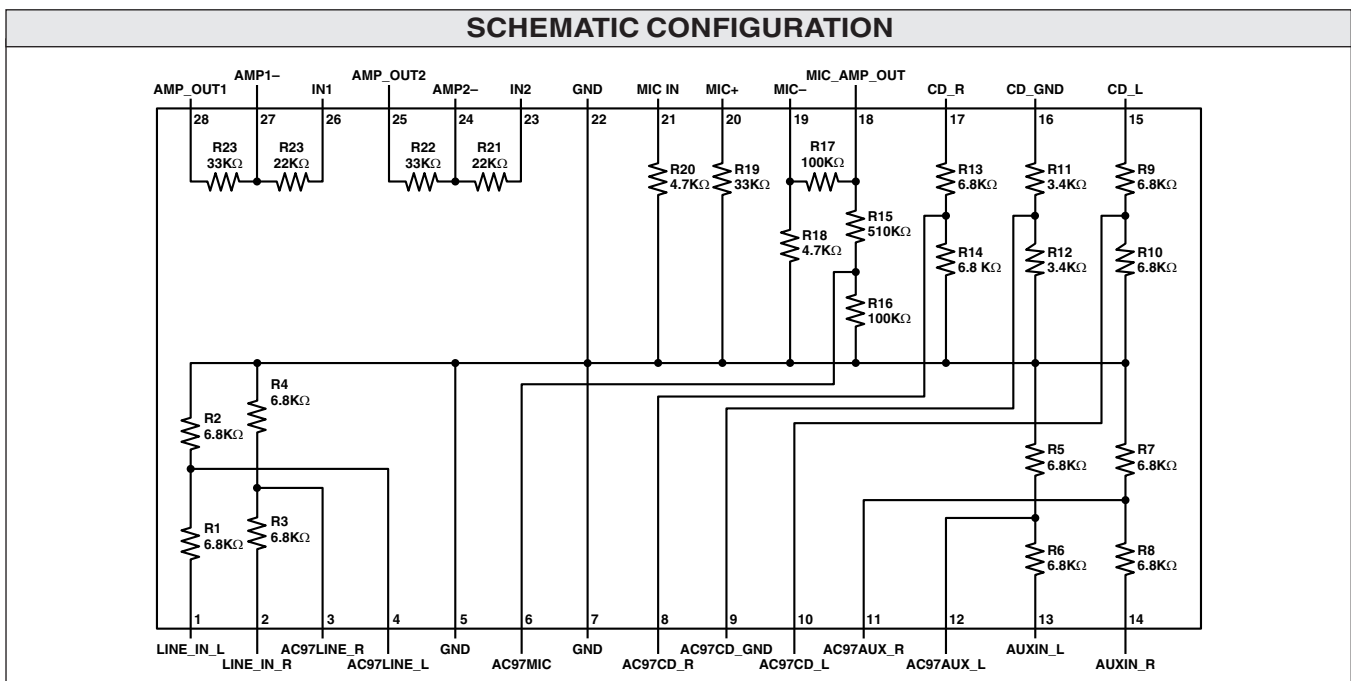 SCHEMATIC CONFIGURATION
AMP_OUT1
AMP1–
IN1
AMP_OUT2
AMP2–
IN2
GND
MIC IN
MIC+
MIC–
MIC_AMP_OUT
CD_R
CD_GND
CD_L
28
27
26
25
24
23
22
21
20
19
18
17
16
15
R23
33KΩ
R23
22KΩ
R22
33KΩ
R21
22KΩ
R20
4.7KΩ
R19
33KΩ
R17
100KΩ
R18
4.7KΩ
R15
510KΩ
R16
100KΩ
R13
6.8KΩ
R14
6.8 KΩ
R11
3.4KΩ
R12
3.4KΩ
R9
6.8KΩ
R10
6.8KΩ
R4
6.8KΩ
R2
6.8KΩ
R1
6.8KΩ
R3
6.8KΩ
R5
6.8KΩ
R7
6.8KΩ
R6
6.8KΩ
R8
6.8KΩ
1
2
3
4
5
6
7
8
9
10
11
12
13
14
LINE_IN_L
LINE_IN_R
AC97LINE_R
AC97LINE_L
GND
AC97MIC
GND
AC97CD_R
AC97CD_GND
AC97CD_L
AC97AUX_R
AC97AUX_L
AUXIN_L
AUXIN_R